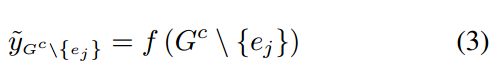 ỹ_{G^c \ {e_j}} = f (G^c \ {e_j}) (3)